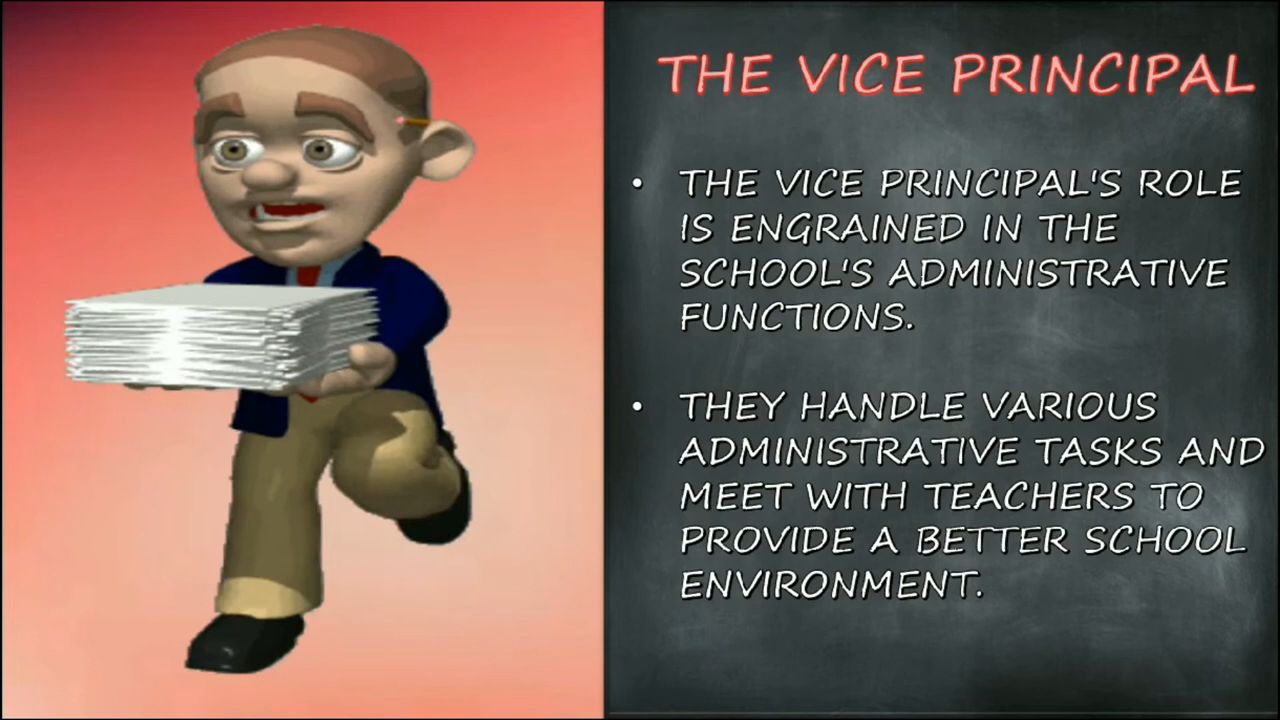 THE VICE PRINCIPAL
• THE VICE PRINCIPAL'S ROLE
IS ENGRAINED IN THE
SCHOOL'S ADMINISTRATIVE
FUNCTIONS.
• THEY HANDLE VARIOUS
ADMINISTRATIVE TASKS AND
MEET WITH TEACHERS TO
PROVIDE A BETTER SCHOOL
ENVIRONMENT.